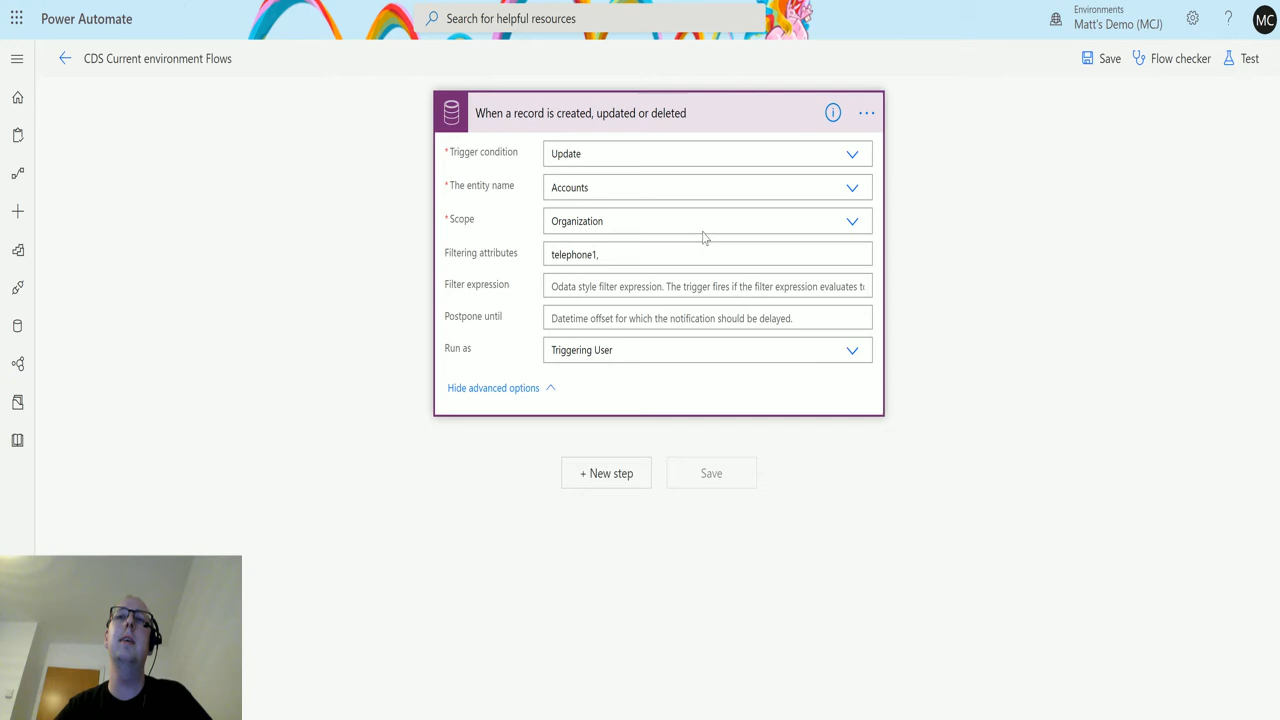 Power Automate
Search for helpful resources
Environments
Matt's Demo (MCJ)
MC
CDS Current environment Flows
Save
Flow checker
Test
When a record is created, updated or deleted
*Trigger condition
Update
*The entity name
Accounts
*Scope
Organization
Filtering attributes
telephone1,
Filter expression
Odata style filter expression. The trigger fires if the filter expression evaluates to
Postpone until
Datetime offset for which the notification should be delayed.
Run as
Triggering User
Hide advanced options
+ New step
Save